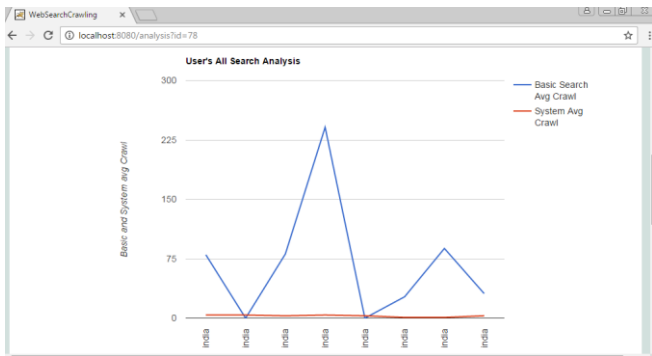 WebSearchCrawling
localhost:8080/analysis?id=78
User's All Search Analysis
300
225
150
75
0
Basic and System avg Crawl
Basic Search
Avg Crawl
System Avg
Crawl
india
india
india
india
india
india
india
india